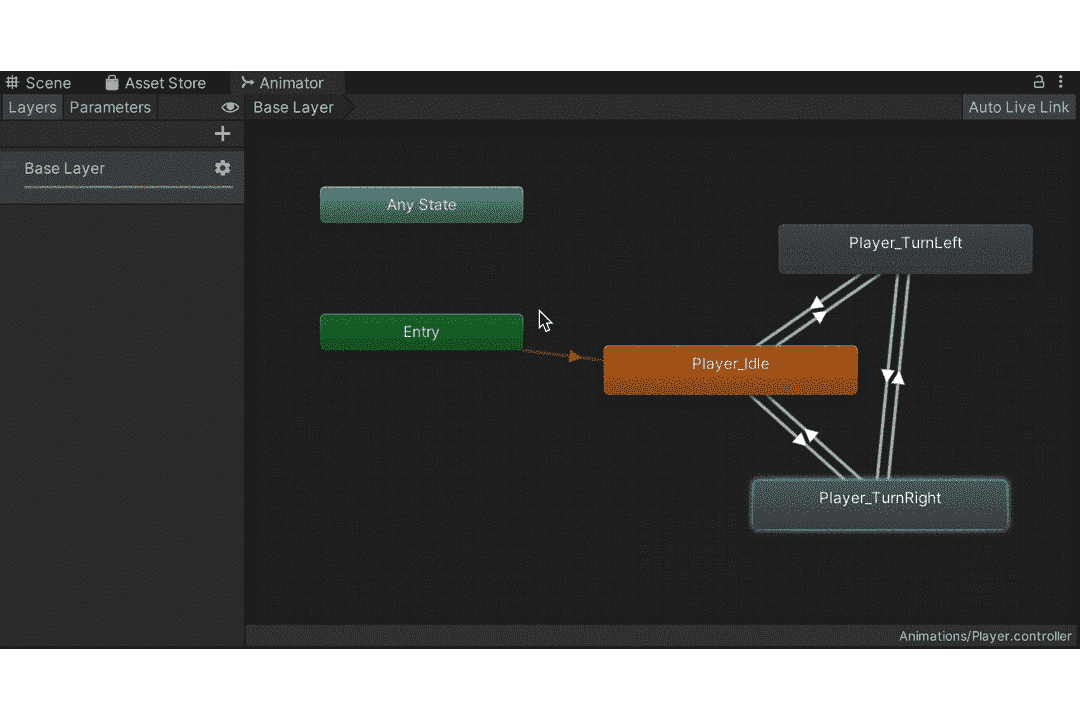 Scene Asset Store Animator
Layers Parameters Base Layer Auto Live Link
Base Layer
Any State
Player_TurnLeft
Entry
Player_Idle
Player_TurnRight
Animations/Player.controller